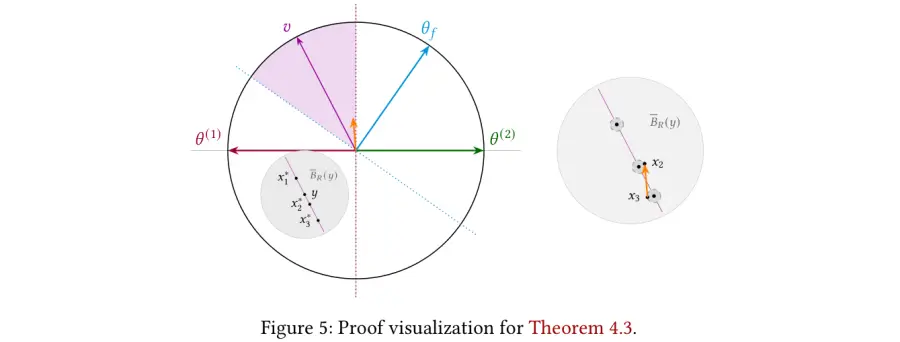 v
θ_f
θ^(1)
θ^(2)
x_1^*
B̅_R(y)
y
x_2^*
x_3^*
B̅_R(y)
x_2
x_3
Figure 5: Proof visualization for Theorem 4.3.